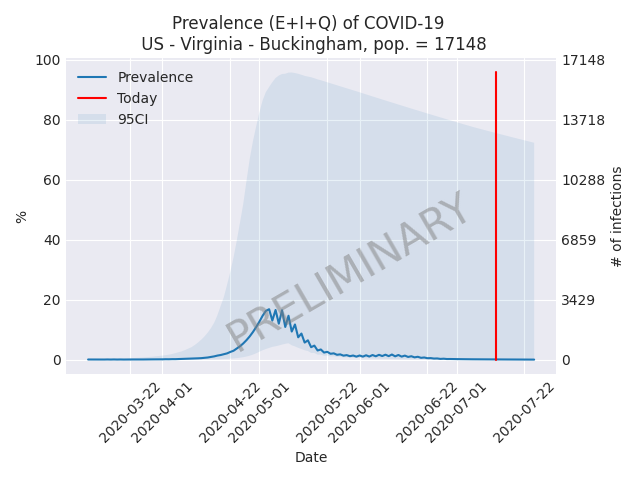 Prevalence (E+I+Q) of COVID-19
US - Virginia - Buckingham, pop. = 17148
100
80
60
40
20
0
%
17148
13718
10288
6859
3429
0
# of infections
Prevalence
Today
95CI
PRELIMINARY
2020-03-22
2020-04-01
2020-04-22
2020-05-01
2020-05-22
2020-06-01
2020-06-22
2020-07-01
2020-07-22
Date